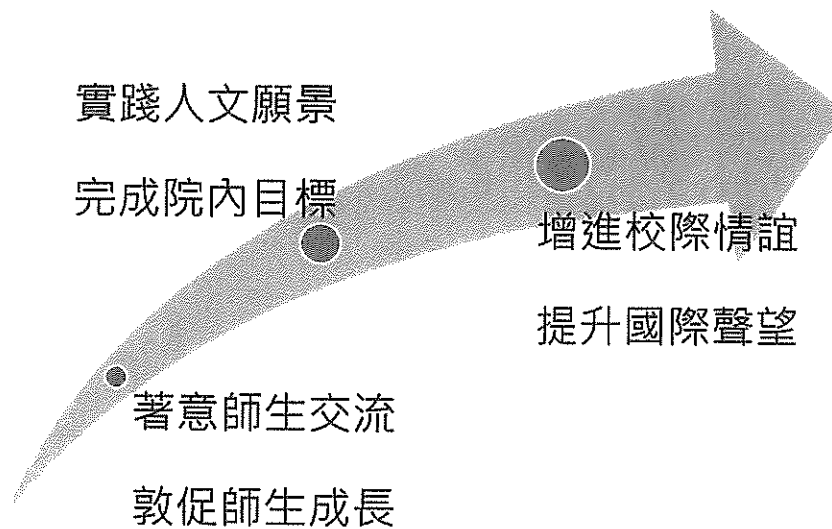 實踐人文願景
完成院內目標
增進校際情誼
提升國際聲望
著意師生交流
敦促師生成長